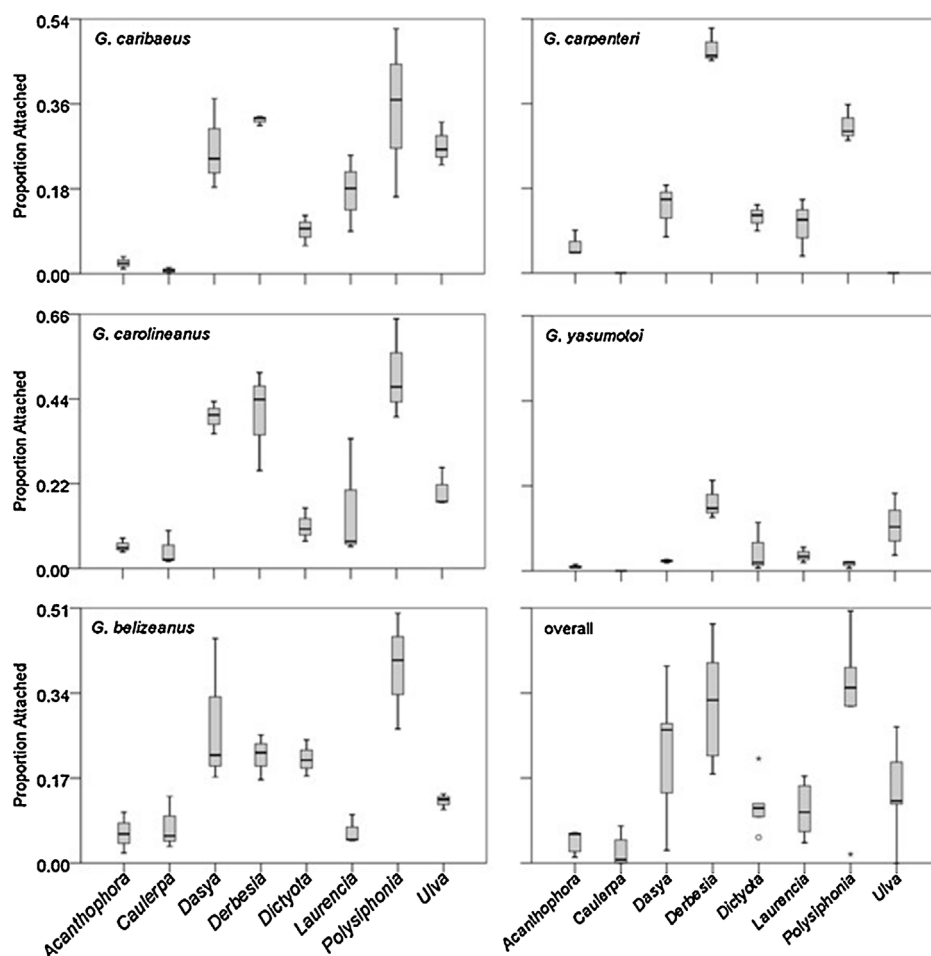 G. caribaeus
G. carpenteri
Proportion Attached
0.54
0.36
0.18
0.00
G. carolineanus
G. yasumotoi
Proportion Attached
0.66
0.44
0.22
0.00
G. belizeanus
overall
Proportion Attached
0.51
0.34
0.17
0.00
Acanthophora
Caulerpa
Dasya
Derbesia
Dictyota
Laurencia
Polysiphonia
Ulva
Acanthophora
Caulerpa
Dasya
Derbesia
Dictyota
Laurencia
Polysiphonia
Ulva